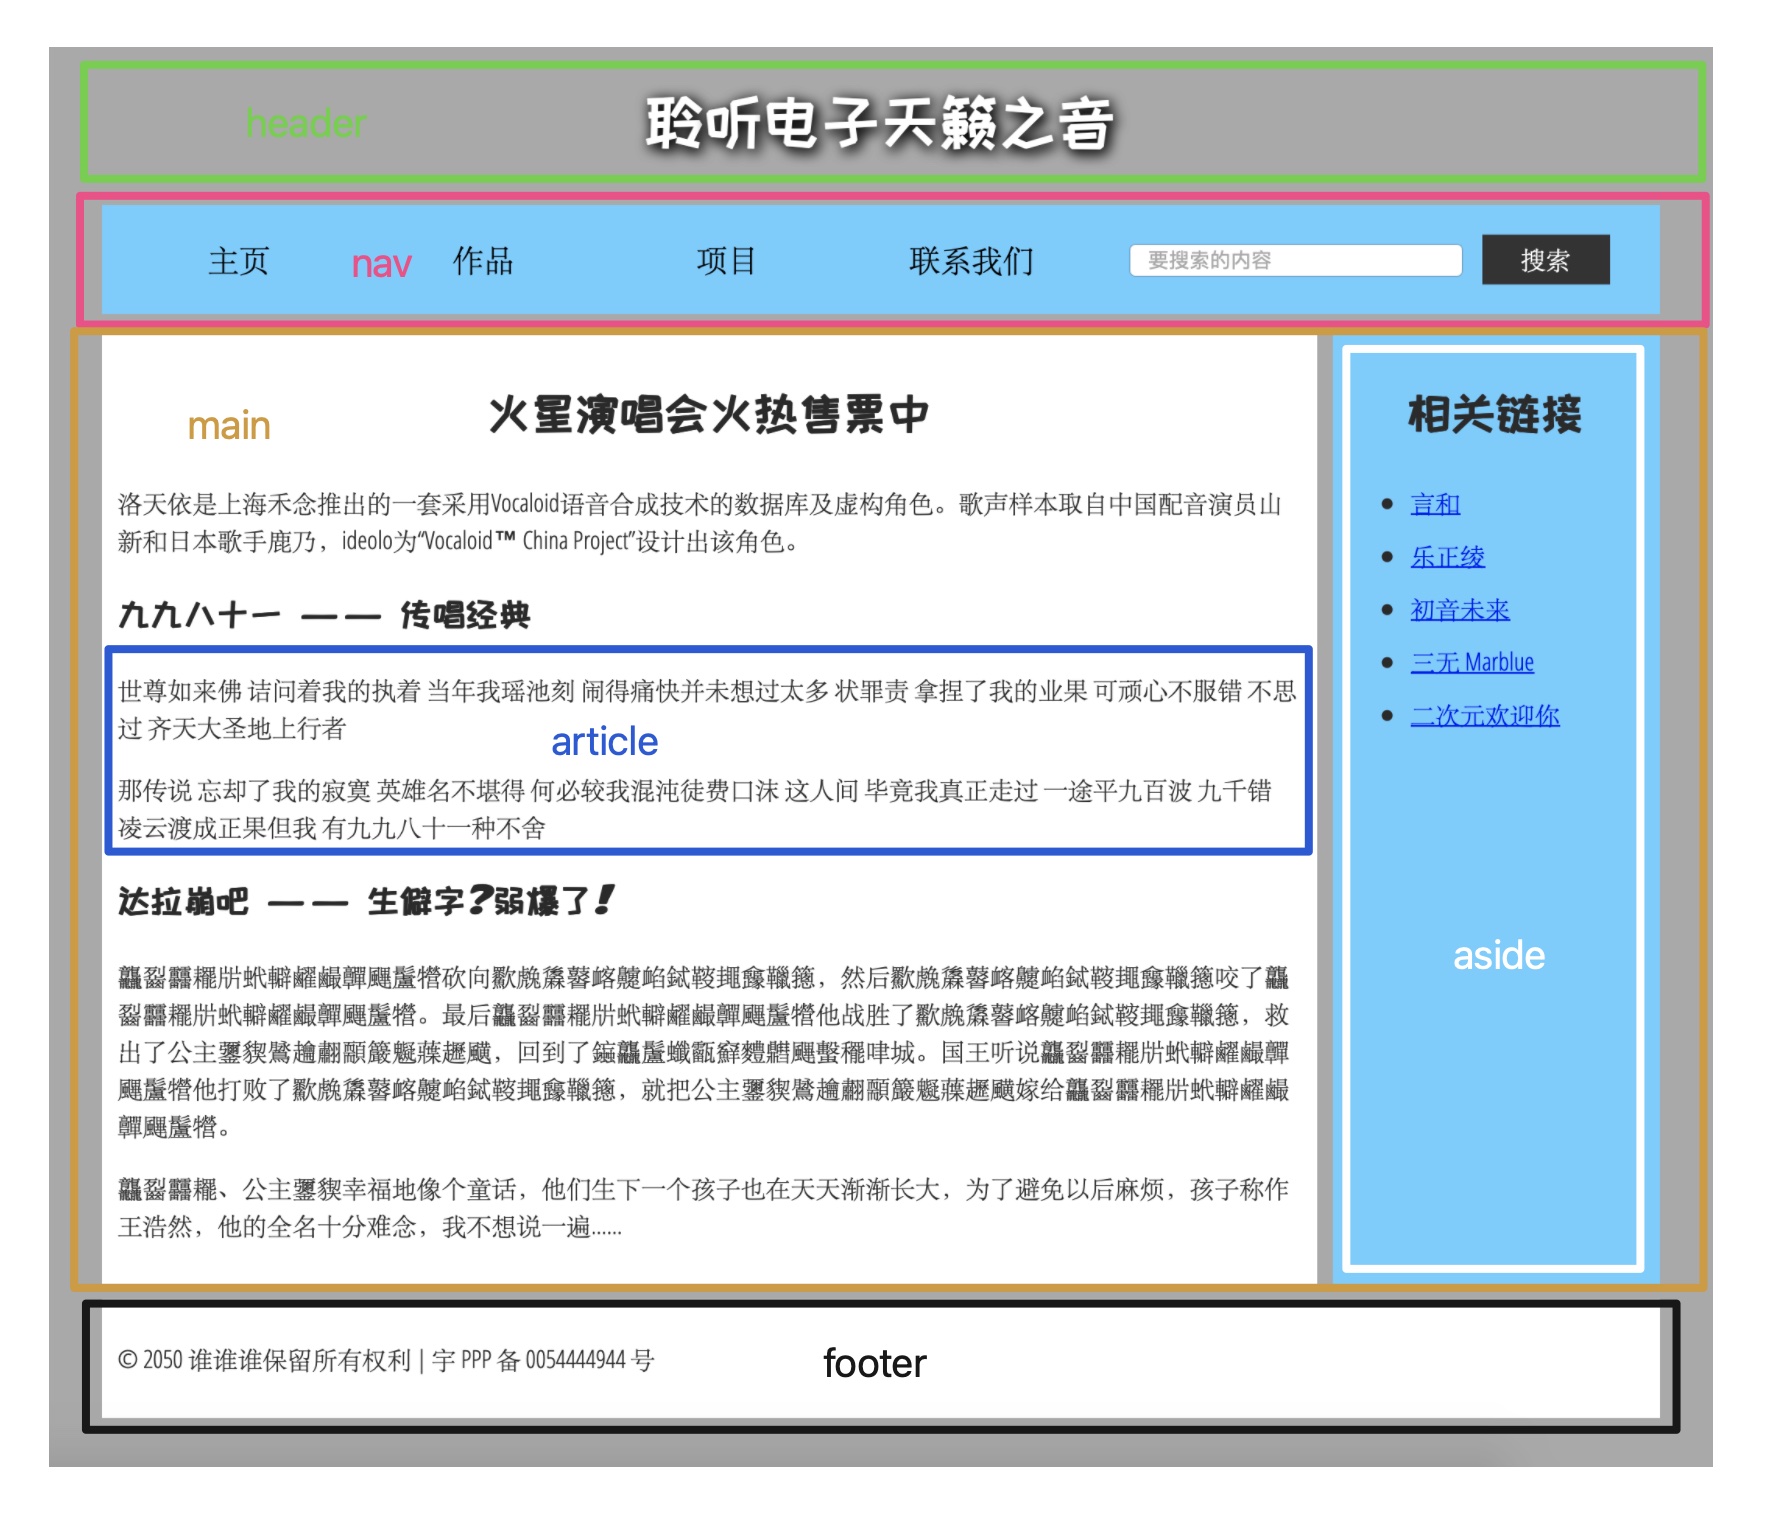 header
聆听电子天籁之音
主页
nav
作品
项目
联系我们
要搜索的内容
搜索
main
火星演唱会火热售票中
洛天依是上海禾念推出的一套采用Vocaloid语音合成技术的数据库及虚构角色。歌声样本取自中国配音演员山
新和日本歌手鹿乃，ideolo为“Vocaloid™ China Project”设计出该角色。
九九八十一 —— 传唱经典
世尊如来佛 诘问着我的执着 当年我瑶池刻 闹得痛快并未想过太多 状罪责 拿捏了我的业果 可顽心不服错 不思
过 齐天大圣地上行者
article
那传说 忘却了我的寂寞 英雄名不堪得 何必较我混沌徒费口沫 这人间 毕竟我真正走过 一途平九百波 九千错
凌云渡成正果但我 有九九八十一种不舍
达拉崩吧 —— 生僻字？弱爆了！
砍向，然后咬了
。最后他战胜了，救
出了公主，回到了城。国王听说
他打败了，就把公主嫁给
。
、公主幸福地像个童话，他们生下一个孩子也在天天渐渐长大，为了避免以后麻烦，孩子称作
王浩然，他的全名十分难念，我不想说一遍……
相关链接
言和
乐正绫
初音未来
三无 Marblue
二次元欢迎你
aside
© 2050 谁谁谁保留所有权利 | 宇 PPP 备 0054444944 号
footer